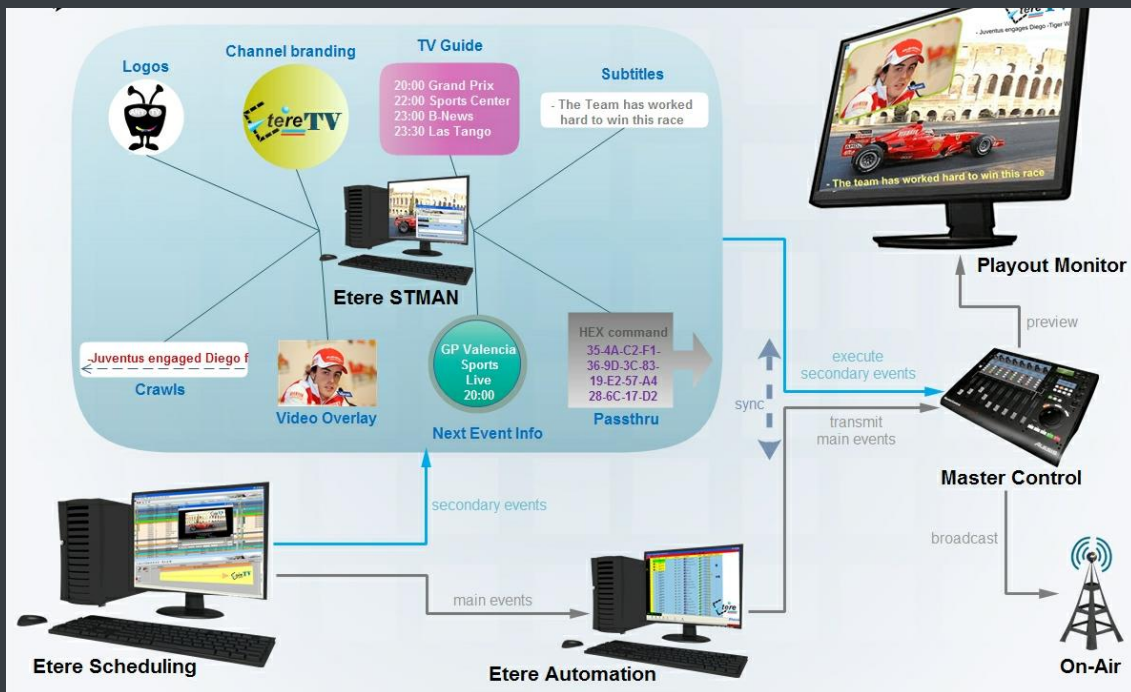 Logos
Channel branding
TV Guide
Subtitles
EtereTV
20:00 Grand Prix
22:00 Sports Center
23:00 B-News
23:30 Las Tango
- The Team has worked
hard to win this race
Etere STMAN
-Juventus engaged Diego f
Crawls
Video Overlay
GP Valencia
Sports
Live
20:00
Next Event Info
HEX command
35-4A-C2-F1-
36-9D-3C-83-
19-E2-57-A4
28-6C-17-D2
Passthru
TV
- Juventus engages Diego -Tiger W
- The team has worked hard to win this race
Playout Monitor
preview
execute
secondary events
sync
transmit
main events
Master Control
secondary events
broadcast
main events
Etere Scheduling
Etere Automation
On-Air